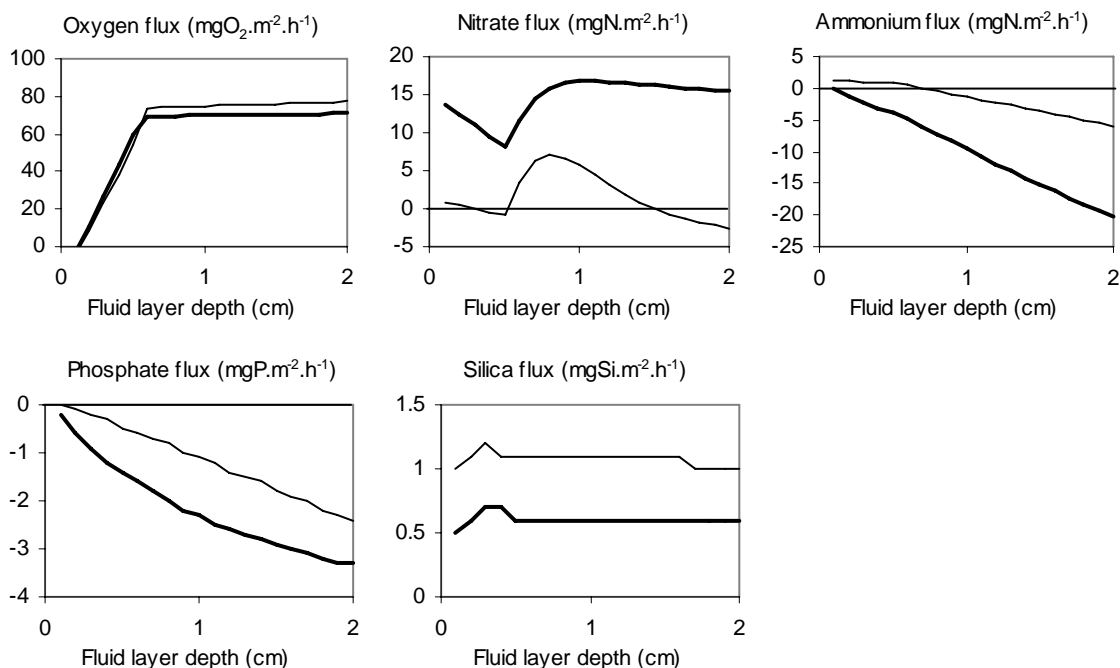 Oxygen flux (mgO₂.m⁻².h⁻¹)
100
80
60
40
20
0
0 1 2
Fluid layer depth (cm)
Nitrate flux (mgN.m⁻².h⁻¹)
20
15
10
5
0
-5
0 1 2
Fluid layer depth (cm)
Ammonium flux (mgN.m⁻².h⁻¹)
5
0
-5
-10
-15
-20
-25
0 1 2
Fluid layer depth (cm)
Phosphate flux (mgP.m⁻².h⁻¹)
0
-1
-2
-3
-4
0 1 2
Fluid layer depth (cm)
Silica flux (mgSi.m⁻².h⁻¹)
1.5
1
0.5
0
0 1 2
Fluid layer depth (cm)